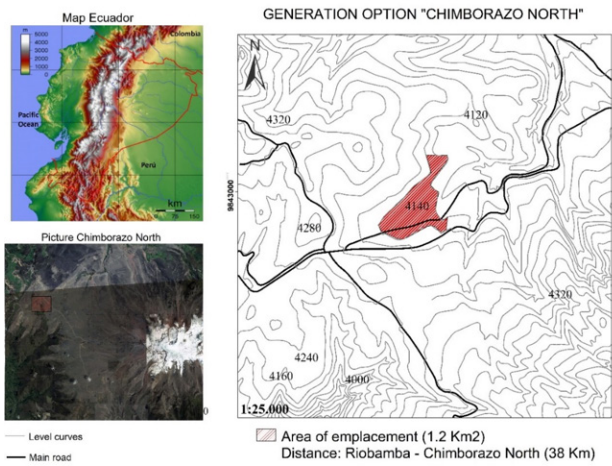 Map Ecuador
m
5000
4000
3000
2000
1000
0
Colombia
Pacific
Ocean
Perú
km
Picture Chimborazo North
0
Level curves
Main road
GENERATION OPTION "CHIMBORAZO NORTH"
N
4320
4120
9843000
4140
4280
4320
4240
4160
4000
1:25.000
Area of emplacement (1.2 Km2)
Distance: Riobamba - Chimborazo North (38 Km)